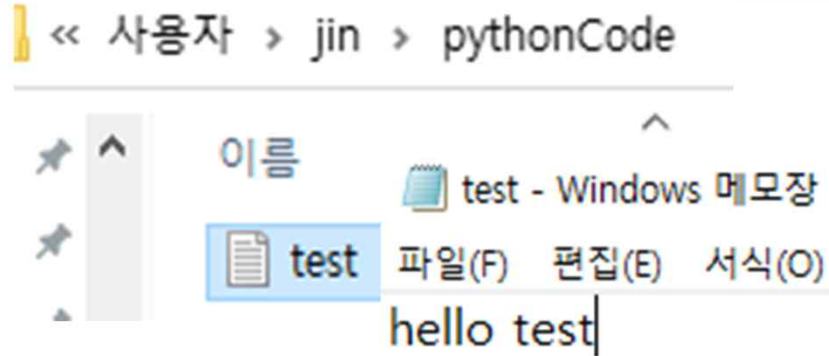 « 사용자 > jin > pythonCode
이름
test - Windows 메모장
test
파일(F) 편집(E) 서식(O)
hello test